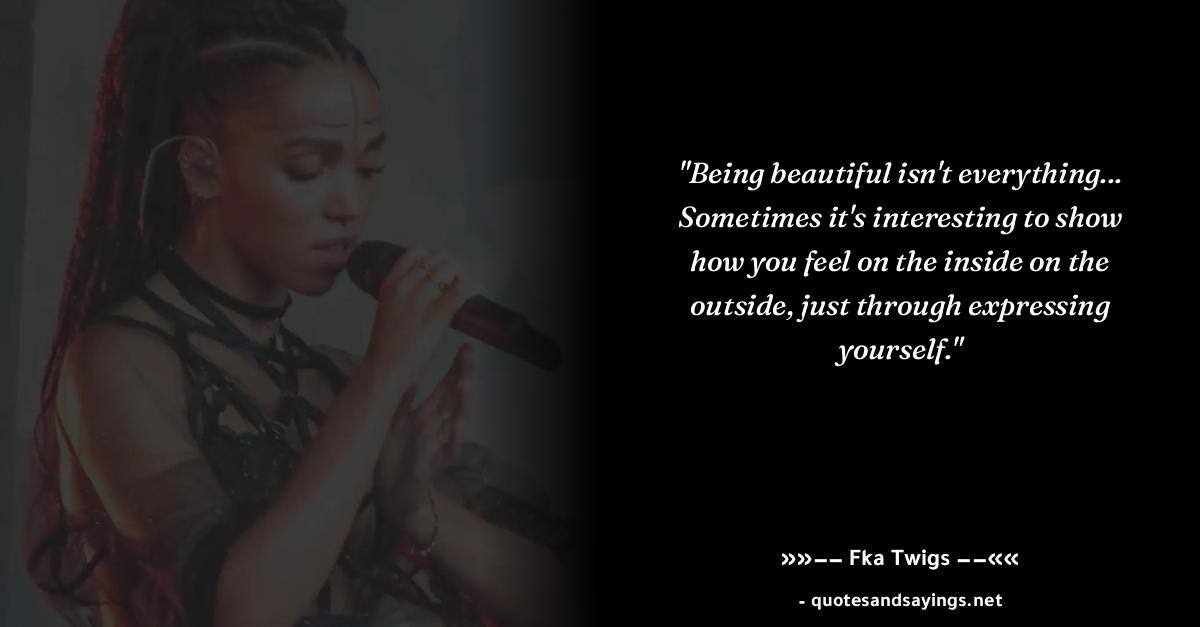 "Being beautiful isn't everything...
Sometimes it's interesting to show
how you feel on the inside on the
outside, just through expressing
yourself."
»»–– Fka Twigs ––««
- quotesandsayings.net